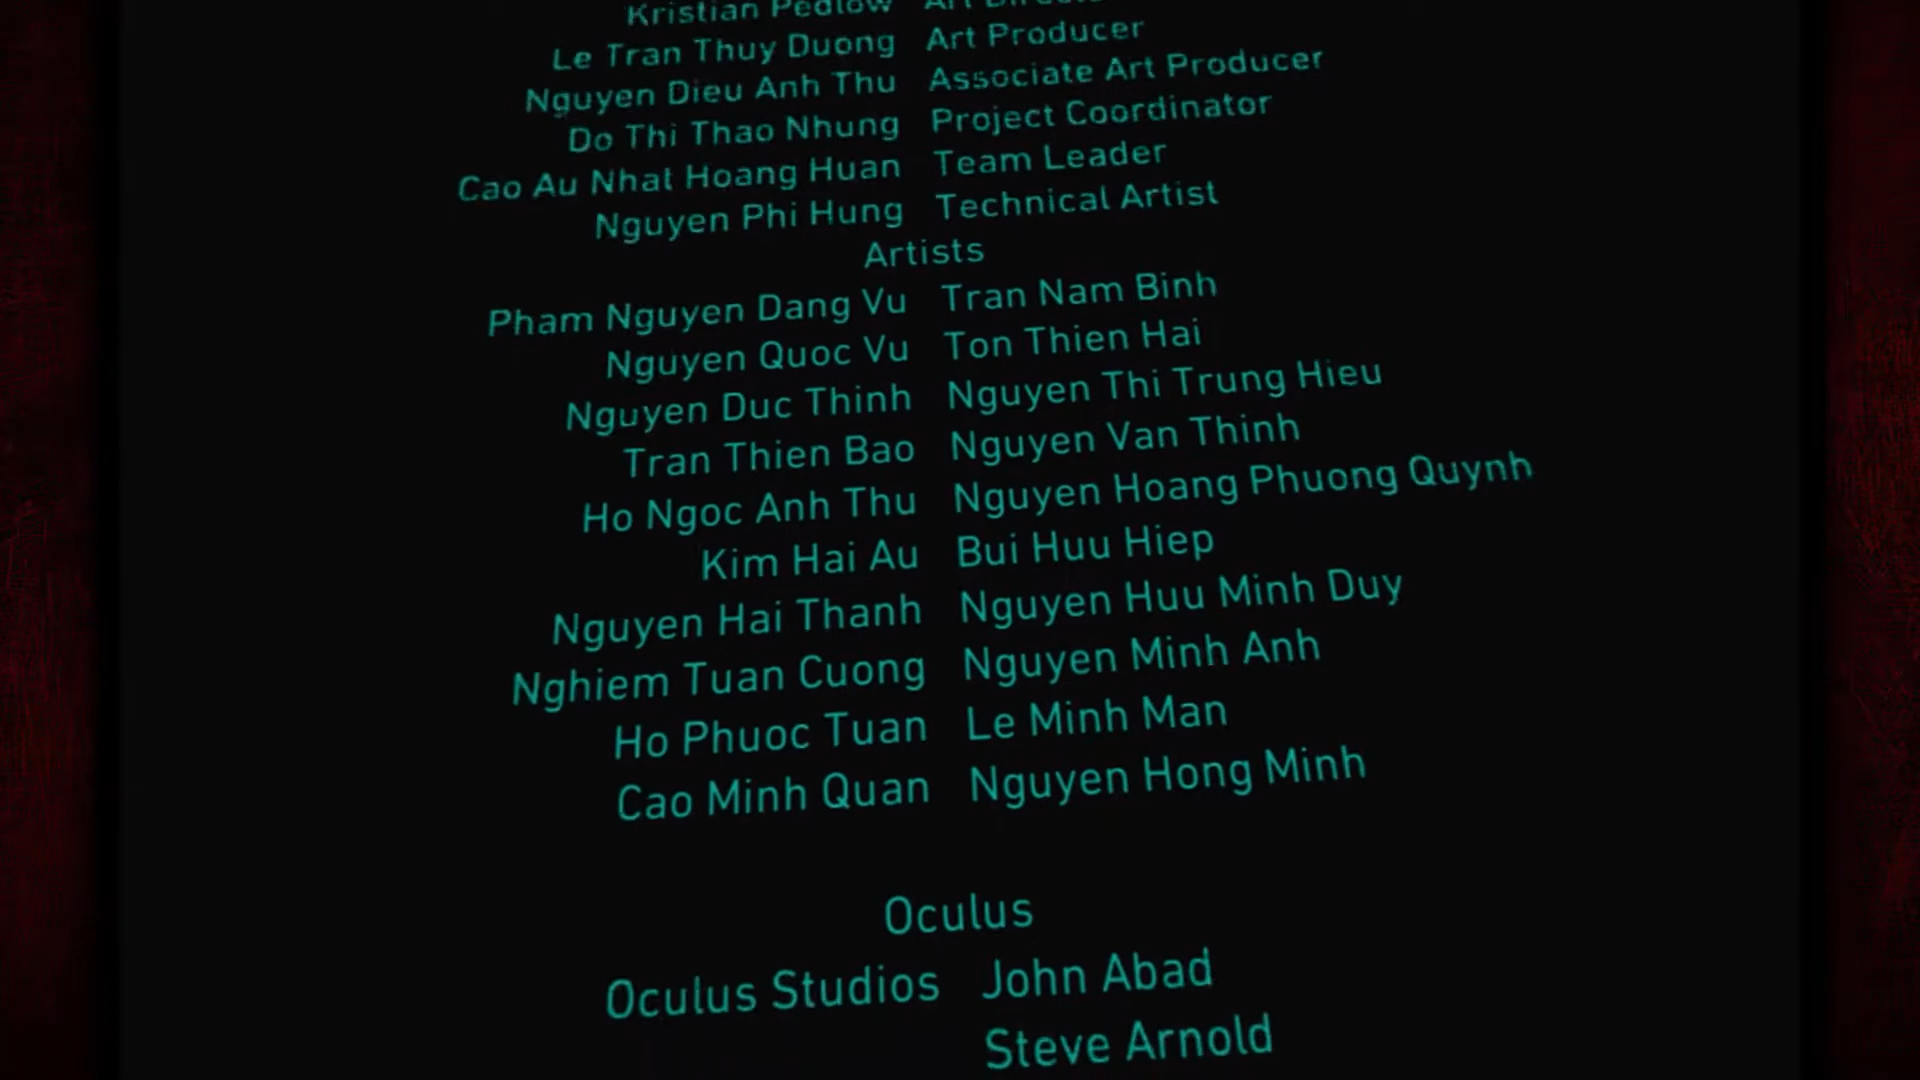 Kristian Pedlow Art
Le Tran Thuy Duong Art Producer
Nguyen Dieu Anh Thu Associate Art Producer
Do Thi Thao Nhung Project Coordinator
Cao Au Nhat Hoang Huan Team Leader
Nguyen Phi Hung Technical Artist
Artists
Pham Nguyen Dang Vu Tran Nam Binh
Nguyen Quoc Vu Ton Thien Hai
Nguyen Duc Thinh Nguyen Thi Trung Hieu
Tran Thien Bao Nguyen Van Thinh
Ho Ngoc Anh Thu Nguyen Hoang Phuong Quynh
Kim Hai Au Bui Huu Hiep
Nguyen Hai Thanh Nguyen Huu Minh Duy
Nghiem Tuan Cuong Nguyen Minh Anh
Ho Phuoc Tuan Le Minh Man
Cao Minh Quan Nguyen Hong Minh
Oculus
Oculus Studios John Abad
Steve Arnold